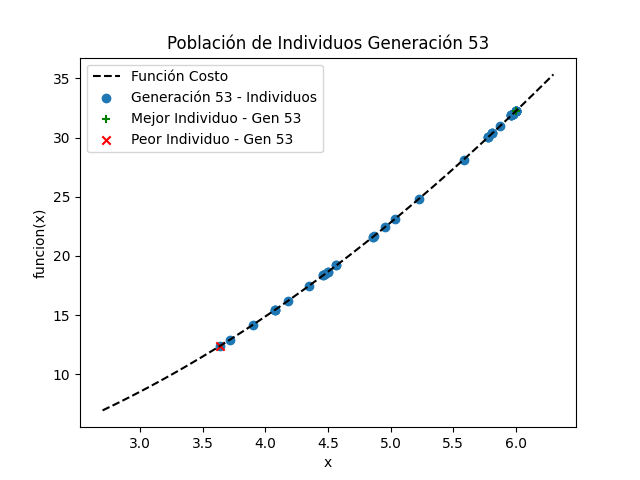 Población de Individuos Generación 53
Función Costo
Generación 53 - Individuos
Mejor Individuo - Gen 53
Peor Individuo - Gen 53
35
30
25
20
15
10
funcion(x)
3.0 3.5 4.0 4.5 5.0 5.5 6.0
x